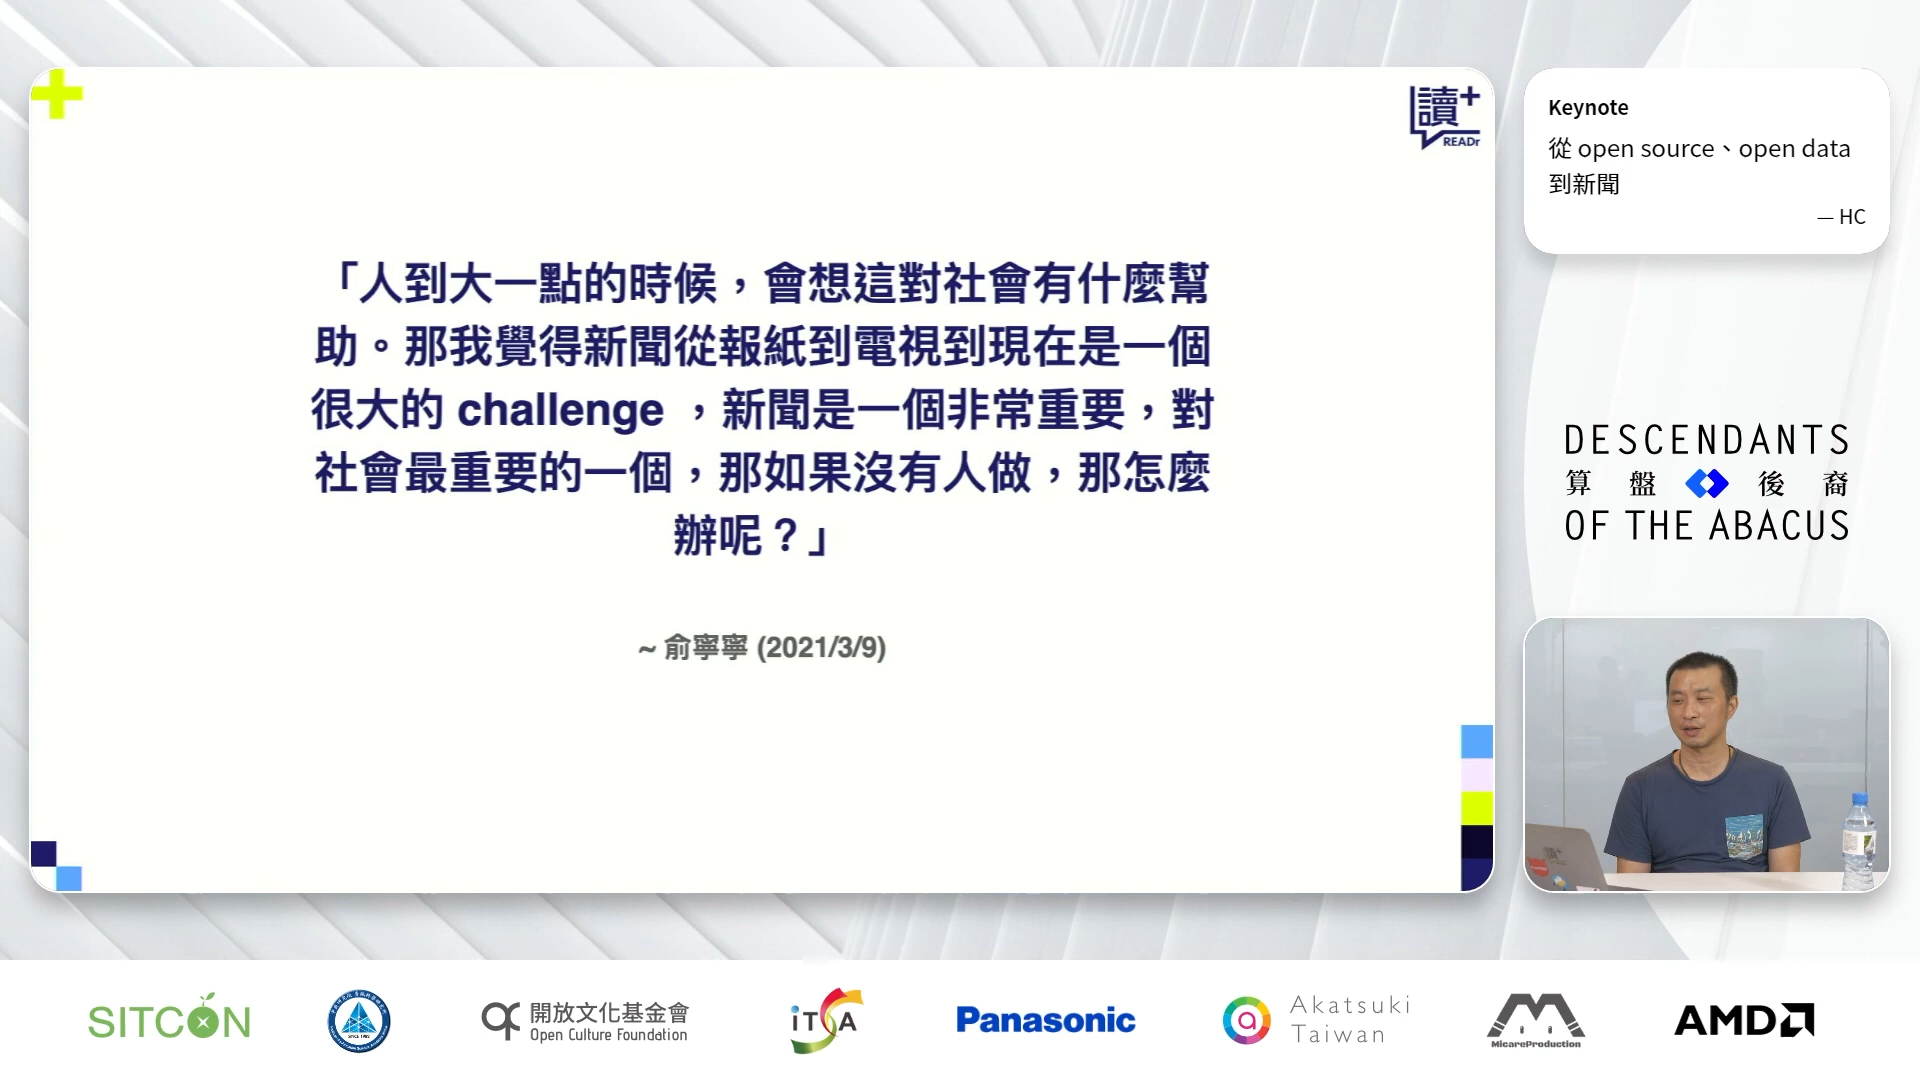 讀+
READr
「人到大一點的時候，會想這對社會有什麼幫
助。那我覺得新聞從報紙到電視到現在是一個
很大的 challenge ，新聞是一個非常重要，對
社會最重要的一個，那如果沒有人做，那怎麼
辦呢？」
~ 俞寧寧 (2021/3/9)
Keynote
從 open source、open data
到新聞
— HC
DESCENDANTS
算盤後裔
OF THE ABACUS
SITCON
開放文化基金會
Open Culture Foundation
iTSA
Panasonic
Akatsuki
Taiwan
MicareProduction
AMD